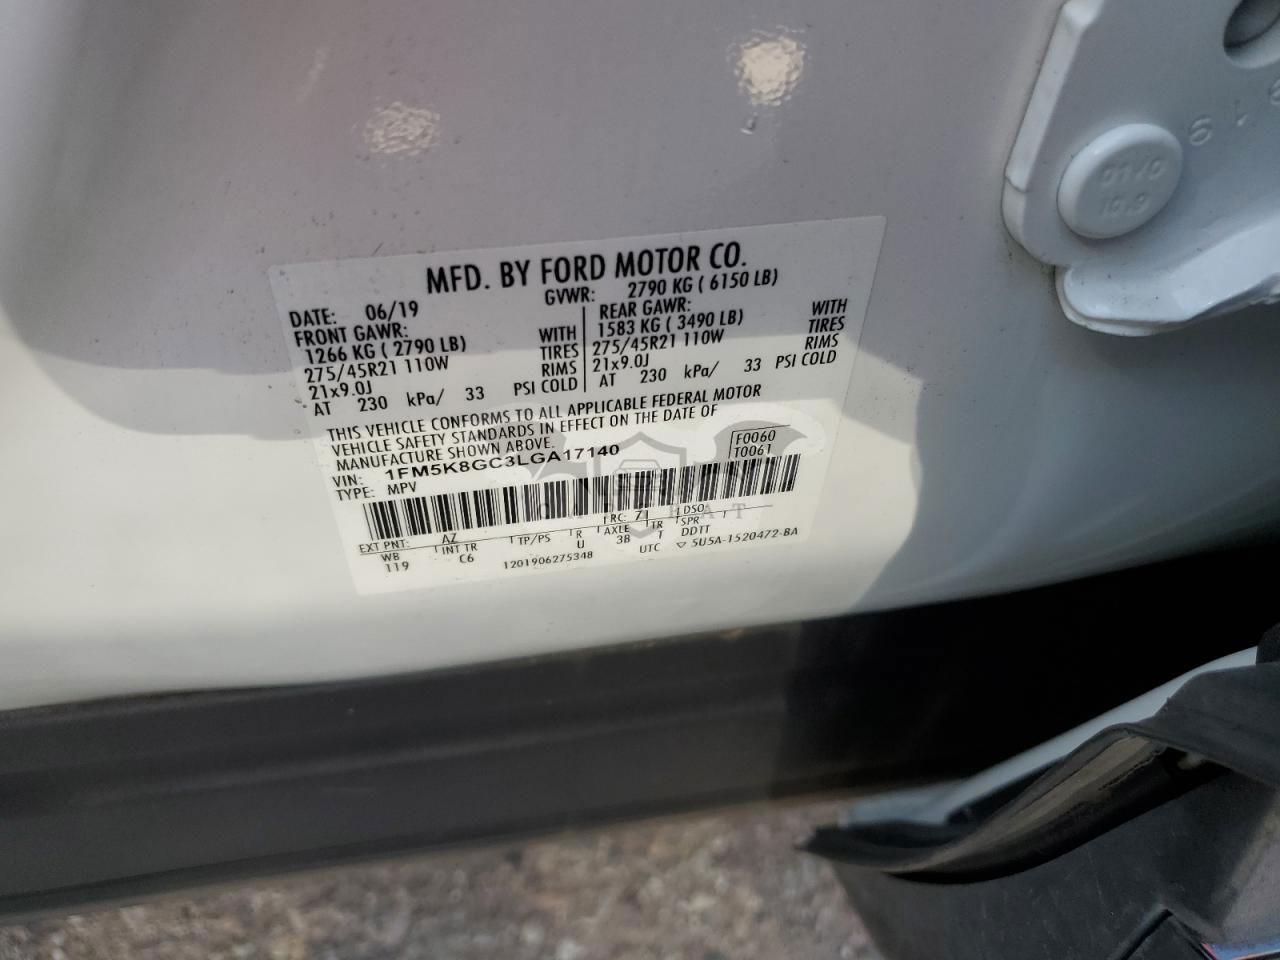 MFD. BY FORD MOTOR CO.
DATE: 06/19 GVWR: 2790 KG ( 6150 LB)
FRONT GAWR: WITH REAR GAWR: WITH
1266 KG ( 2790 LB) TIRES 1583 KG ( 3490 LB) TIRES
275/45R21 110W RIMS 275/45R21 110W RIMS
21x9.0J 21x9.0J
AT 230 kPa/ 33 PSI COLD AT 230 kPa/ 33 PSI COLD
THIS VEHICLE CONFORMS TO ALL APPLICABLE FEDERAL MOTOR
VEHICLE SAFETY STANDARDS IN EFFECT ON THE DATE OF
MANUFACTURE SHOWN ABOVE.
VIN: 1FM5K8GC3LGA17140
TYPE: MPV
F0060
T0061
EXT PNT: AZ RC: 71 DSO:
WB INT TR TP/PS R AXLE TR SPR
119 C6 U 3B T DDTT
1201906275348 UTC ▽ 5U5A-1520472-BA
10.9